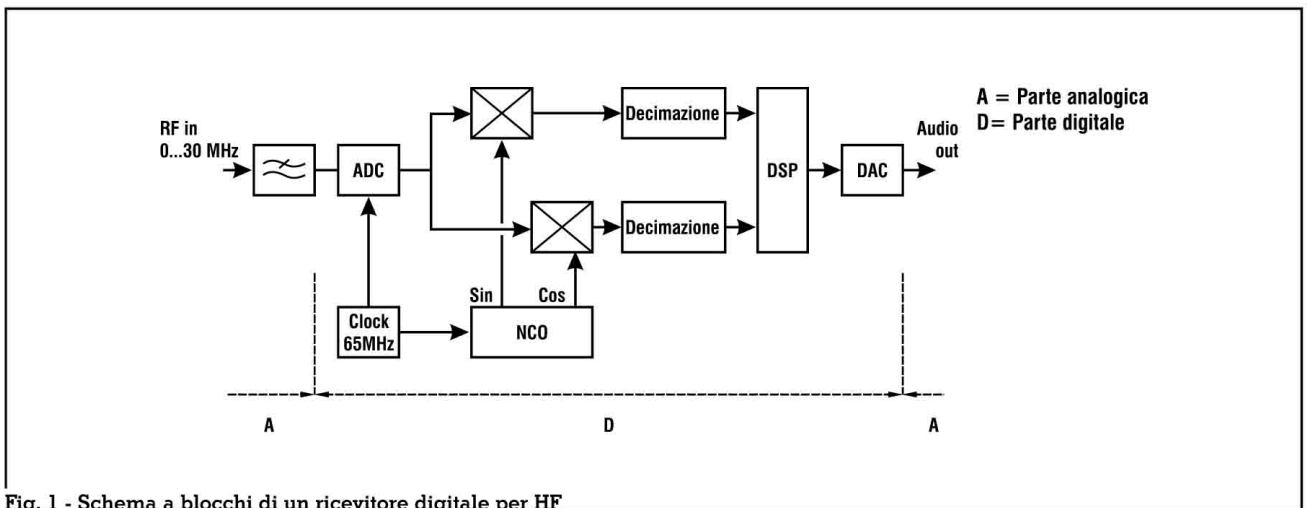 RF in
0...30 MHz
ADC
Decimazione
Decimazione
DSP
DAC
Audio
out
A = Parte analogica
D= Parte digitale
Sin
Cos
Clock
65MHz
NCO
A
D
A
Fig. 1 - Schema a blocchi di un ricevitore digitale per HF